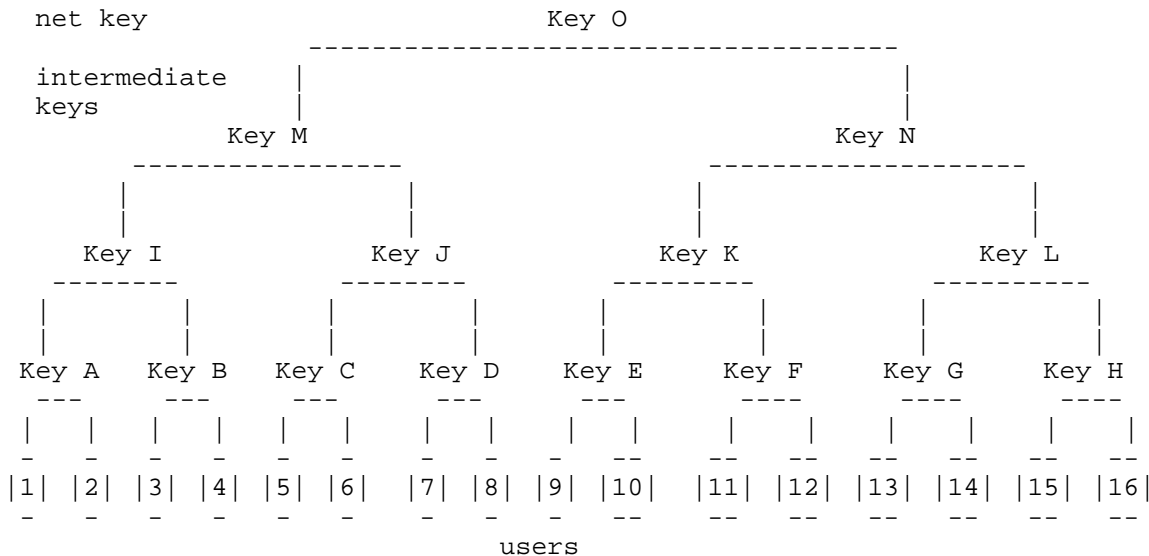 net key Key O
intermediate
keys
Key M Key N
Key I Key J Key K Key L
Key A Key B Key C Key D Key E Key F Key G Key H
|1| |2| |3| |4| |5| |6| |7| |8| |9| |10| |11| |12| |13| |14| |15| |16|
users